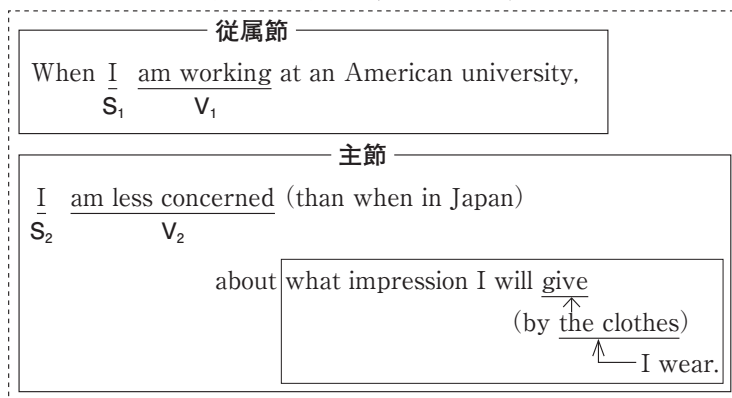 従属節
When I am working at an American university,
S₁ V₁
主節
I am less concerned (than when in Japan)
S₂ V₂
about what impression I will give
(by the clothes)
I wear.